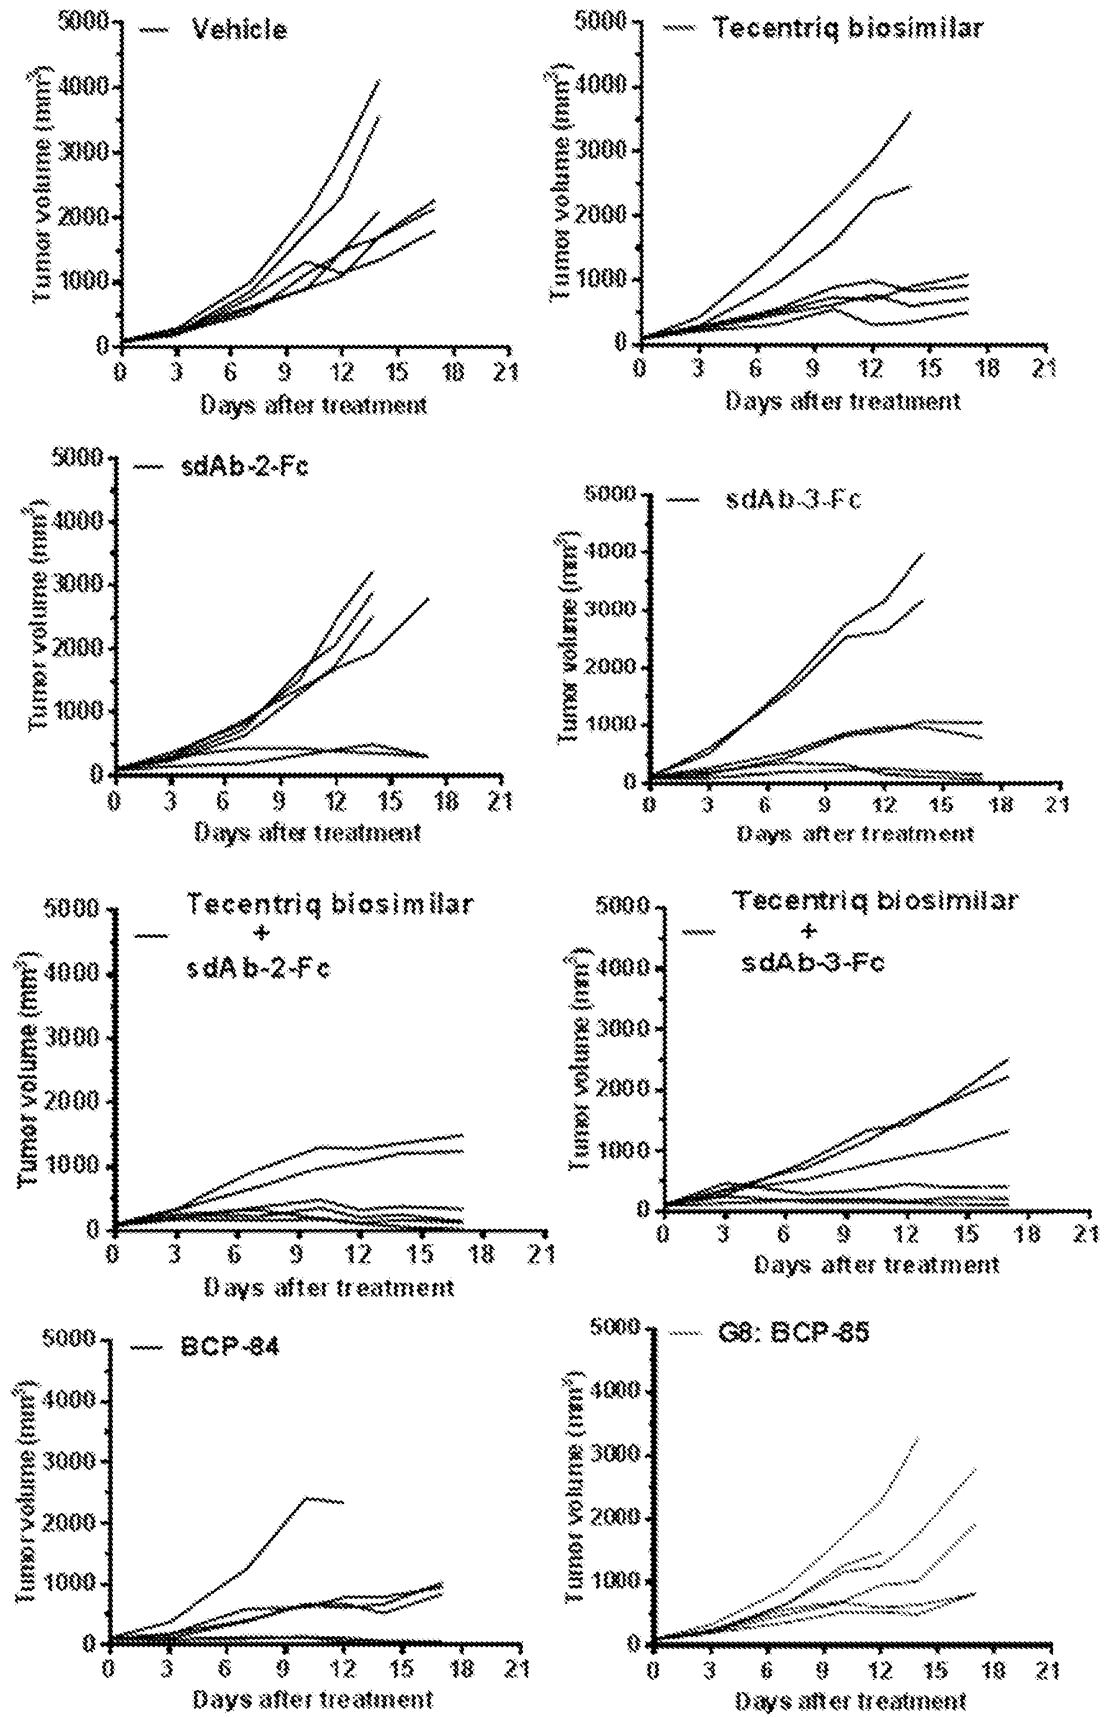 Vehicle
Tumor volume (mm³)
5000
4000
3000
2000
1000
0
0 3 6 9 12 15 18 21
Days after treatment
Tecentriq biosimilar
Tumor volume (mm³)
5000
4000
3000
2000
1000
0
0 3 6 9 12 15 18 21
Days after treatment
sdAb-2-Fc
Tumor volume (mm³)
5000
4000
3000
2000
1000
0
0 3 6 9 12 15 18 21
Days after treatment
sdAb-3-Fc
Tumor volume (mm³)
5000
4000
3000
2000
1000
0
0 3 6 9 12 15 18 21
Days after treatment
Tecentriq biosimilar
+
sdAb-2-Fc
Tumor volume (mm³)
5000
4000
3000
2000
1000
0
0 3 6 9 12 15 18 21
Days after treatment
Tecentriq biosimilar
+
sdAb-3-Fc
Tumor volume (mm³)
5000
4000
3000
2000
1000
0
0 3 6 9 12 15 18 21
Days after treatment
BCP-84
Tumor volume (mm³)
5000
4000
3000
2000
1000
0
0 3 6 9 12 15 18 21
Days after treatment
G8: BCP-85
Tumor volume (mm³)
5000
4000
3000
2000
1000
0
0 3 6 9 12 15 18 21
Days after treatment